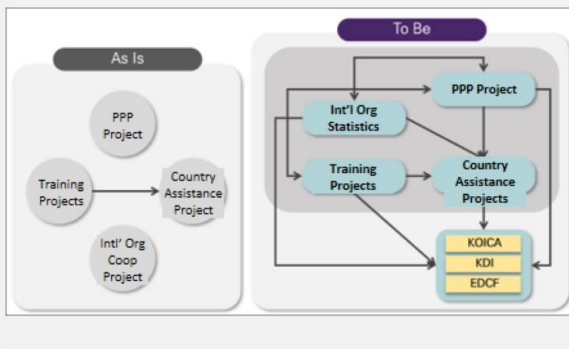 As Is
PPP
Project
Training
Projects
Country
Assistance
Project
Intl’ Org
Coop
Project
To Be
PPP Project
Int’l Org
Statistics
Training
Projects
Country
Assistance
Projects
KOICA
KDI
EDCF